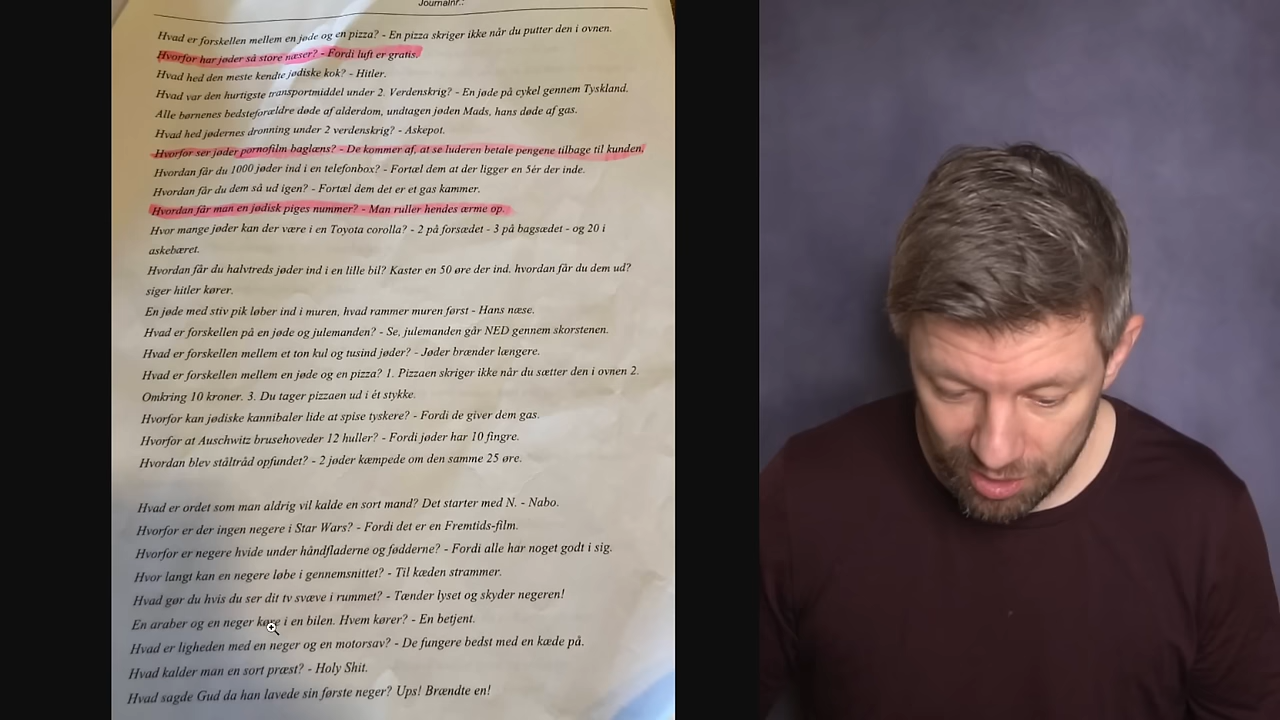 Journalnr.:
Hvad er forskellen mellem en jøde og en pizza? - En pizza skriger ikke når du putter den i ovnen.
Hvorfor har jøder så store næser? - Fordi luft er gratis.
Hvad hed den meste kendte jødiske kok? - Hitler.
Hvad var den hurtigste transportmiddel under 2. Verdenskrig? - En jøde på cykel gennem Tyskland.
Alle børnenes bedsteforældre døde af alderdom, undtagen jøden Mads, hans døde af gas.
Hvad hed jødernes dronning under 2 verdenskrig? - Askepot.
Hvorfor ser jøder pornofilm baglæns? - De kommer af, at se luderen betale pengene tilbage til kunden.
Hvordan får du 1000 jøder ind i en telefonbox? - Fortæl dem at der ligger en 5ér der inde.
Hvordan får du dem så ud igen? - Fortæl dem det er et gas kammer.
Hvordan får man en jødisk piges nummer? - Man ruller hendes ærme op.
Hvor mange jøder kan der være i en Toyota corolla? - 2 på forsædet - 3 på bagsædet - og 20 i
askebæret.
Hvordan får du halvtreds jøder ind i en lille bil? Kaster en 50 øre der ind. hvordan får du dem ud?
siger hitler kører.
En jøde med stiv pik løber ind i muren, hvad rammer muren først - Hans næse.
Hvad er forskellen på en jøde og julemanden? - Se, julemanden går NED gennem skorstenen.
Hvad er forskellen mellem et ton kul og tusind jøder? - Jøder brænder længere.
Hvad er forskellen mellem en jøde og en pizza? 1. Pizzaen skriger ikke når du sætter den i ovnen 2.
Omkring 10 kroner. 3. Du tager pizzaen ud i ét stykke.
Hvorfor kan jødiske kannibaler lide at spise tyskere? - Fordi de giver dem gas.
Hvorfor at Auschwitz brusehoveder 12 huller? - Fordi jøder har 10 fingre.
Hvordan blev ståltråd opfundet? - 2 jøder kæmpede om den samme 25 øre.
Hvad er ordet som man aldrig vil kalde en sort mand? Det starter med N. - Nabo.
Hvorfor er der ingen negere i Star Wars? - Fordi det er en Fremtids-film.
Hvorfor er negere hvide under håndfladerne og fødderne? - Fordi alle har noget godt i sig.
Hvor langt kan en negere løbe i gennemsnittet? - Til kæden strammer.
Hvad gør du hvis du ser dit tv svæve i rummet? - Tænder lyset og skyder negeren!
En araber og en neger køre i en bilen. Hvem kører? - En betjent.
Hvad er ligheden med en neger og en motorsav? - De fungere bedst med en kæde på.
Hvad kalder man en sort præst? - Holy Shit.
Hvad sagde Gud da han lavede sin første neger? Ups! Brændte en!